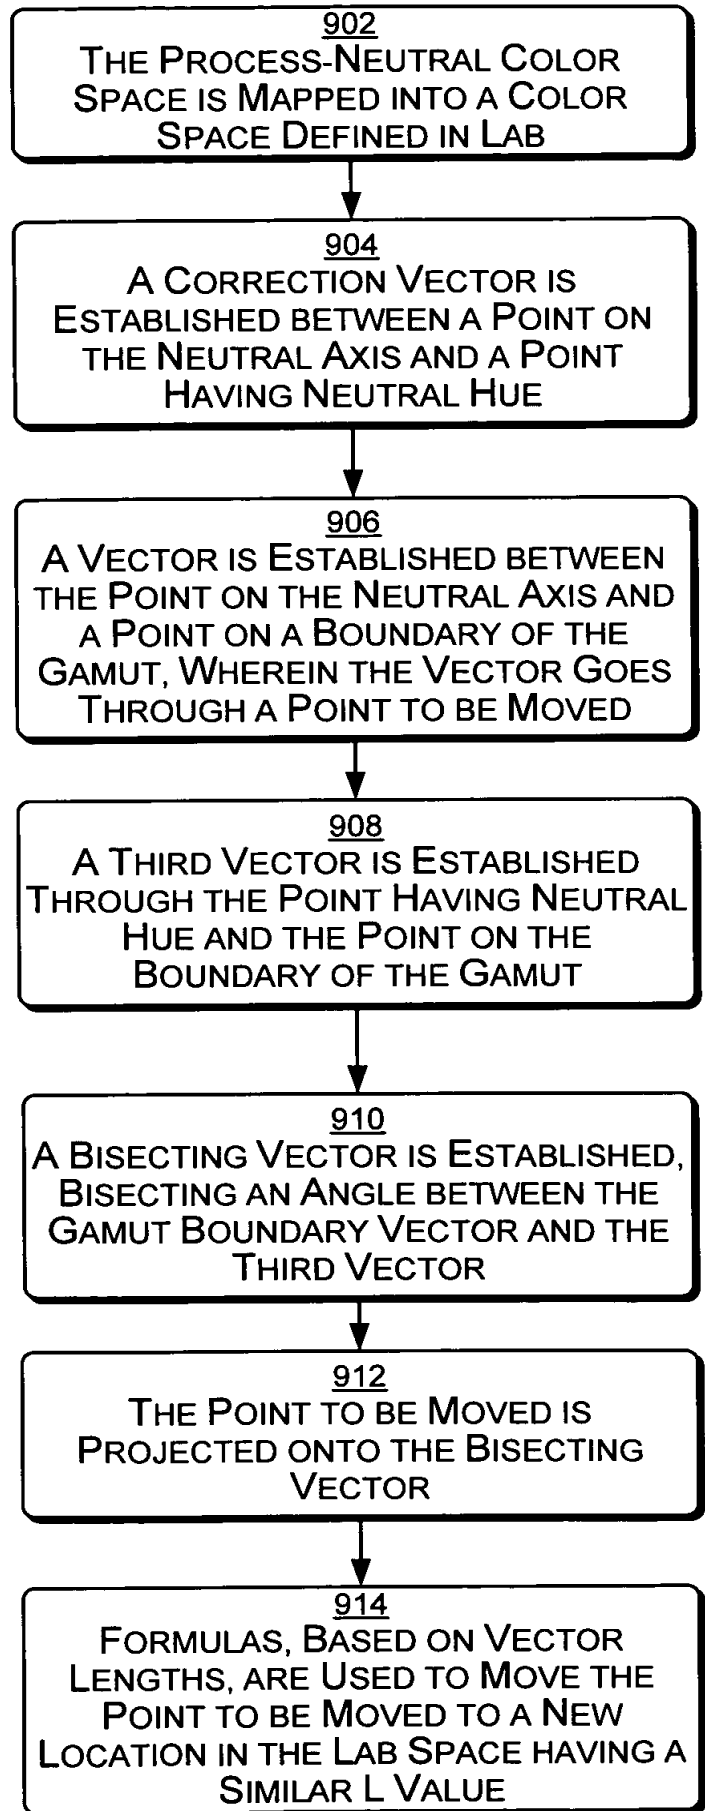 902
THE PROCESS-NEUTRAL COLOR
SPACE IS MAPPED INTO A COLOR
SPACE DEFINED IN LAB
904
A CORRECTION VECTOR IS
ESTABLISHED BETWEEN A POINT ON
THE NEUTRAL AXIS AND A POINT
HAVING NEUTRAL HUE
906
A VECTOR IS ESTABLISHED BETWEEN
THE POINT ON THE NEUTRAL AXIS AND
A POINT ON A BOUNDARY OF THE
GAMUT, WHEREIN THE VECTOR GOES
THROUGH A POINT TO BE MOVED
908
A THIRD VECTOR IS ESTABLISHED
THROUGH THE POINT HAVING NEUTRAL
HUE AND THE POINT ON THE
BOUNDARY OF THE GAMUT
910
A BISECTING VECTOR IS ESTABLISHED,
BISECTING AN ANGLE BETWEEN THE
GAMUT BOUNDARY VECTOR AND THE
THIRD VECTOR
912
THE POINT TO BE MOVED IS
PROJECTED ONTO THE BISECTING
VECTOR
914
FORMULAS, BASED ON VECTOR
LENGTHS, ARE USED TO MOVE THE
POINT TO BE MOVED TO A NEW
LOCATION IN THE LAB SPACE HAVING A
SIMILAR L VALUE